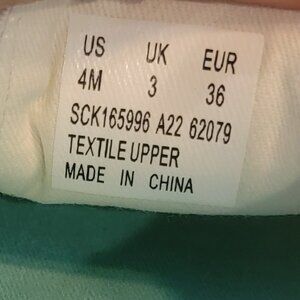 US UK EUR
4M 3 36
SCK165996 A22 62079
TEXTILE UPPER
MADE IN CHINA